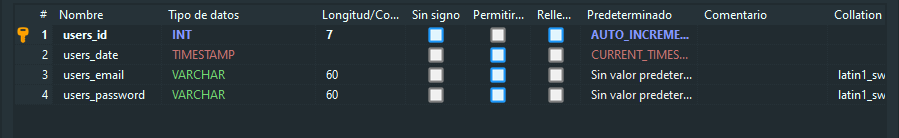 # Nombre Tipo de datos Longitud/Co... Sin signo Permitir... Relle... Predeterminado Comentario Collation
1 users_id INT 7 AUTO_INCREME...
2 users_date TIMESTAMP CURRENT_TIMES...
3 users_email VARCHAR 60 Sin valor predeter... latin1_sw
4 users_password VARCHAR 60 Sin valor predeter... latin1_sw